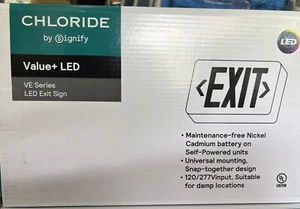 CHLORIDE
by Signify
Value+ LED
VE Series
LED Exit Sign
LED
EXIT
• Maintenance-free Nickel
Cadmium battery on
Self-Powered units
• Universal mounting,
Snap-together design
• 120/277Vinput, Suitable
for damp locations
UL